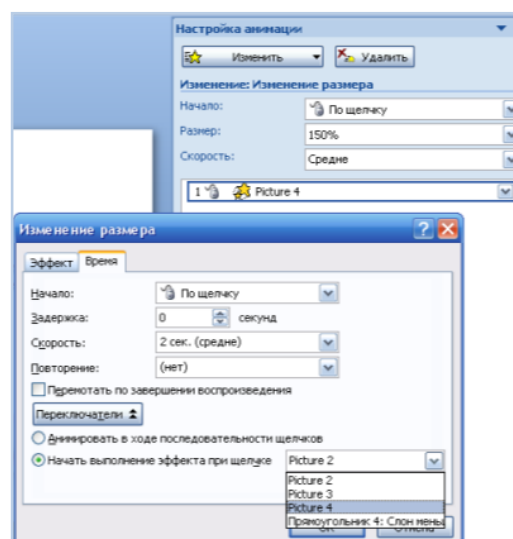 Настройка анимации
Изменить Удалить
Изменение: Изменение размера
Начало: По щелчку
Размер: 150%
Скорость: Средне
1 Picture 4
Изменение размера
Эффект Время
Начало: По щелчку
Задержка: 0 секунд
Скорость: 2 сек. (средне)
Повторение: (нет)
Перемотать по завершении воспроизведения
Переключатели
Анимировать в ходе последовательности щелчков
Начать выполнение эффекта при щелчке Picture 2
Picture 2
Picture 3
Picture 4
Прямоугольник 4: Слон